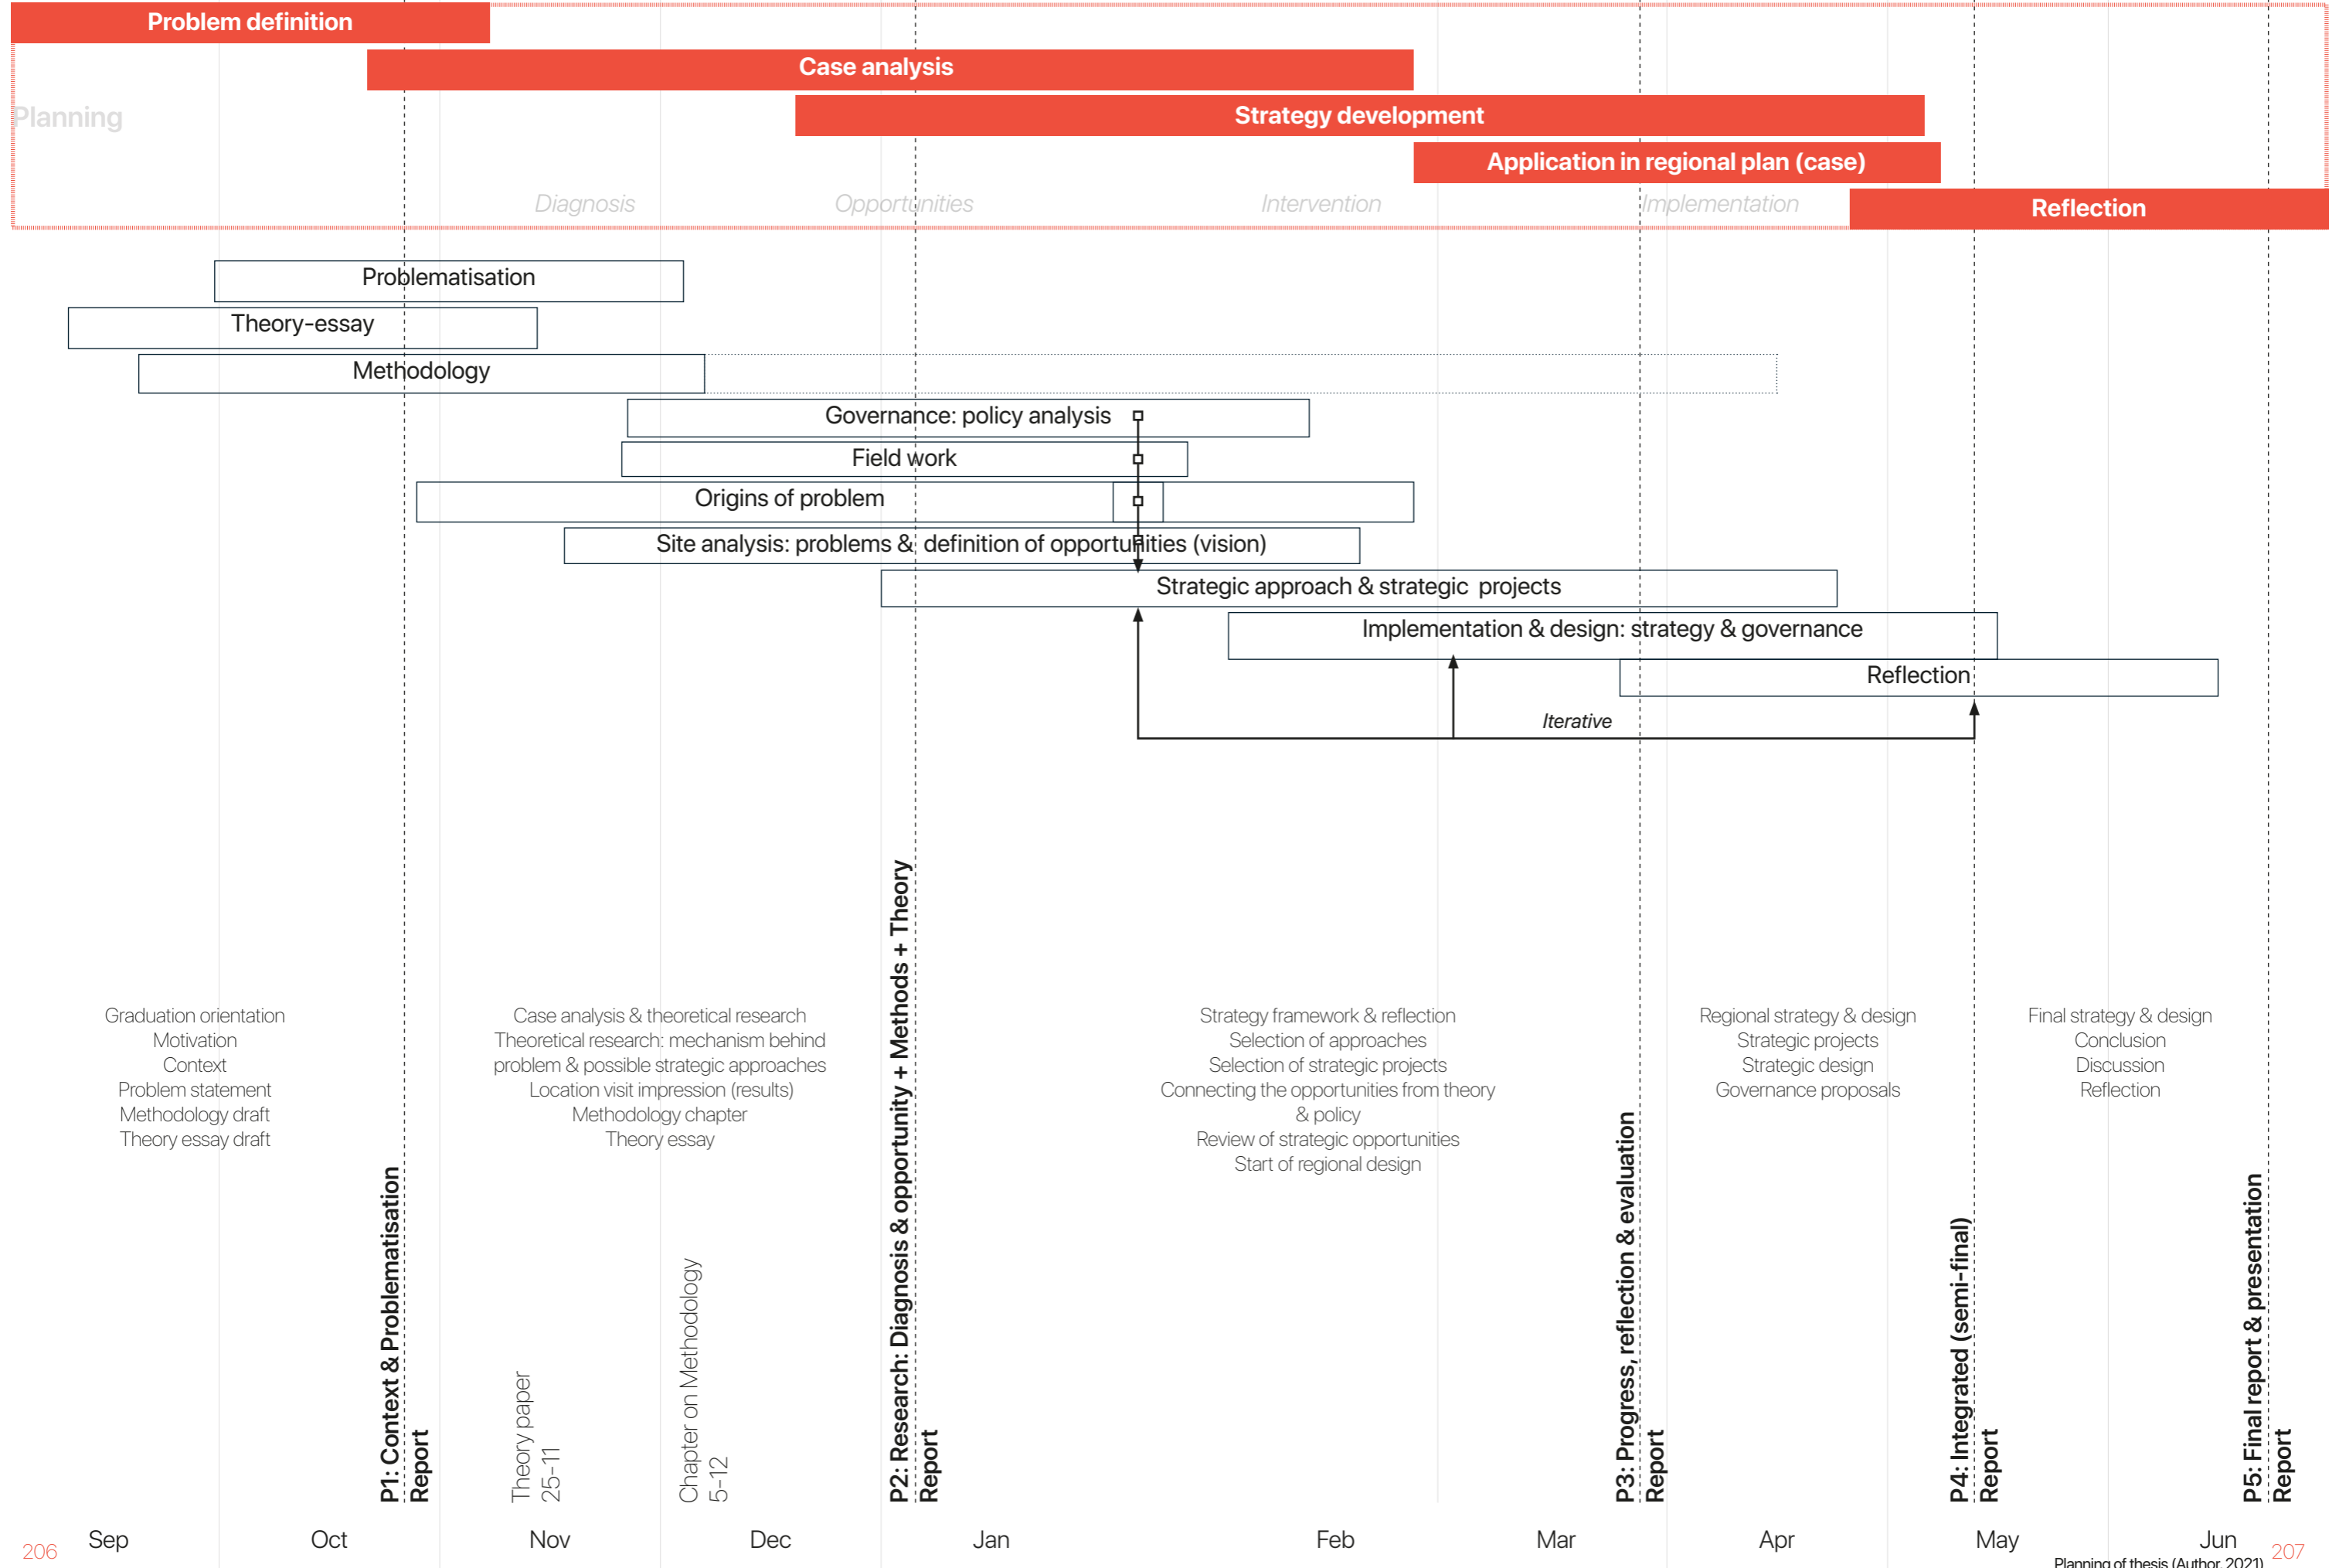 Problem definition
Case analysis
Planning
Strategy development
Application in regional plan (case)
Diagnosis
Opportunities
Intervention
Implementation
Reflection
Problematisation
Theory-essay
Methodology
Governance: policy analysis
Field work
Origins of problem
Site analysis: problems & definition of opportunities (vision)
Strategic approach & strategic projects
Implementation & design: strategy & governance
Reflection
Iterative
Graduation orientation
Motivation
Context
Problem statement
Methodology draft
Theory essay draft
Case analysis & theoretical research
Theoretical research: mechanism behind
problem & possible strategic approaches
Location visit impression (results)
Methodology chapter
Theory essay
Strategy framework & reflection
Selection of approaches
Selection of strategic projects
Connecting the opportunities from theory
& policy
Review of strategic opportunities
Start of regional design
Regional strategy & design
Strategic projects
Strategic design
Governance proposals
Final strategy & design
Conclusion
Discussion
Reflection
P1: Context & Problematisation
Report
Theory paper
25-11
Chapter on Methodology
5-12
P2: Research: Diagnosis & opportunity + Methods + Theory
Report
P3: Progress, reflection & evaluation
Report
P4: Integrated (semi-final)
Report
P5: Final report & presentation
Report
Sep
Oct
Nov
Dec
Jan
Feb
Mar
Apr
May
Jun
206
207
Planning of thesis (Author, 2021)